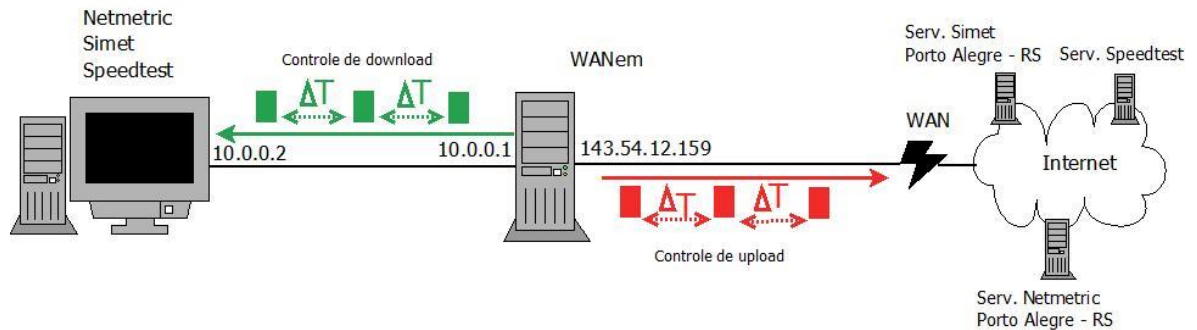 Netmetric
Simet
Speedtest
Controle de download
ΔT
ΔT
10.0.0.2
10.0.0.1
WANem
143.54.12.159
ΔT
ΔT
Controle de upload
WAN
Serv. Simet
Porto Alegre - RS
Serv. Speedtest
Internet
Serv. Netmetric
Porto Alegre - RS